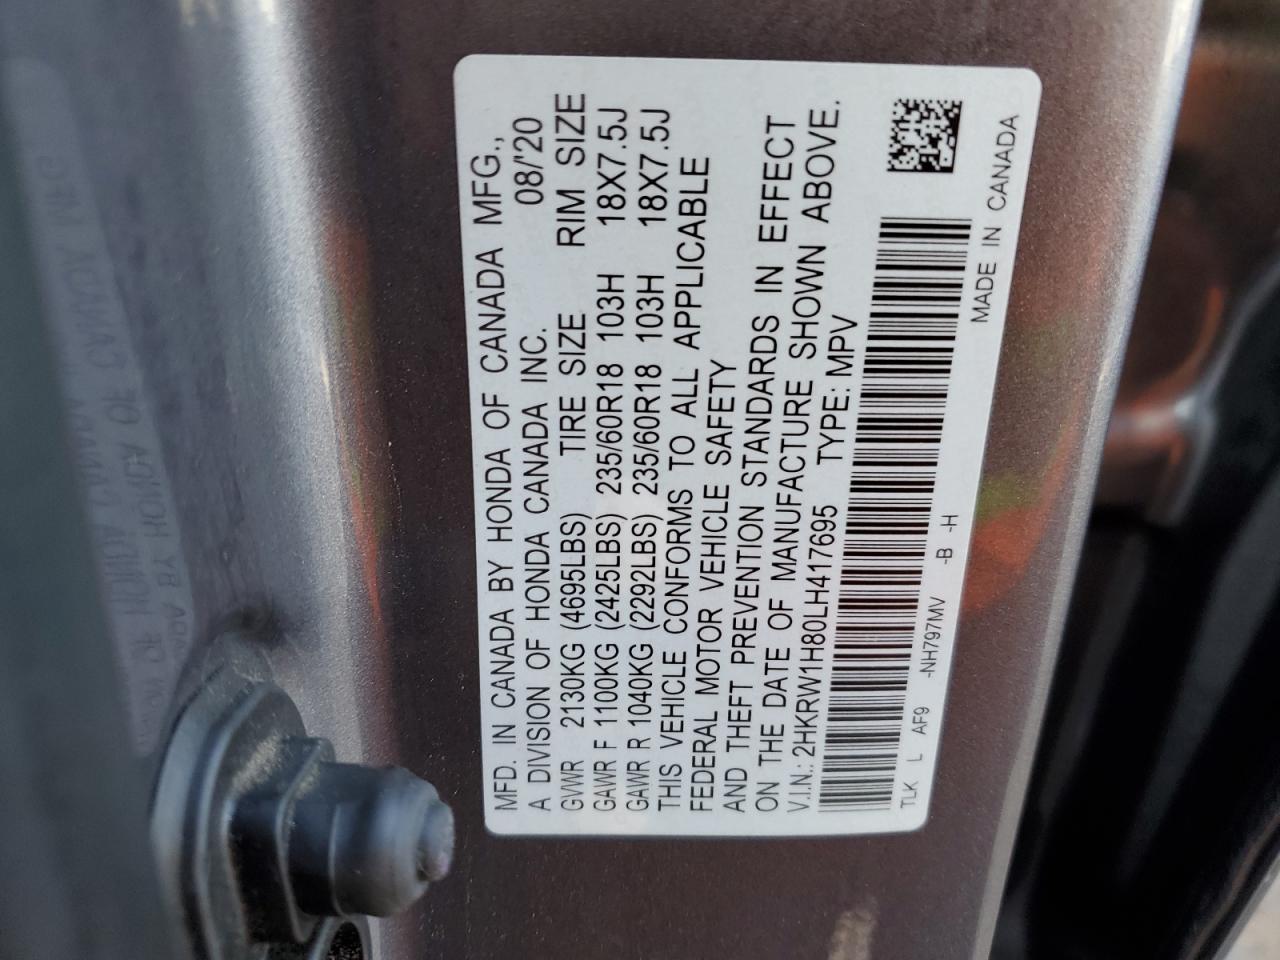 MFD. IN CANADA BY HONDA OF CANADA MFG.,
A DIVISION OF HONDA CANADA INC. 08/'20
GVWR 2130KG (4695LBS) TIRE SIZE RIM SIZE
GAWR F 1100KG (2425LBS) 235/60R18 103H 18X7.5J
GAWR R 1040KG (2292LBS) 235/60R18 103H 18X7.5J
THIS VEHICLE CONFORMS TO ALL APPLICABLE
FEDERAL MOTOR VEHICLE SAFETY
AND THEFT PREVENTION STANDARDS IN EFFECT
ON THE DATE OF MANUFACTURE SHOWN ABOVE.
V.I.N.: 2HKRW1H80LH417695 TYPE: MPV
TLK L AF9 -NH797MV -B -H
MADE IN CANADA